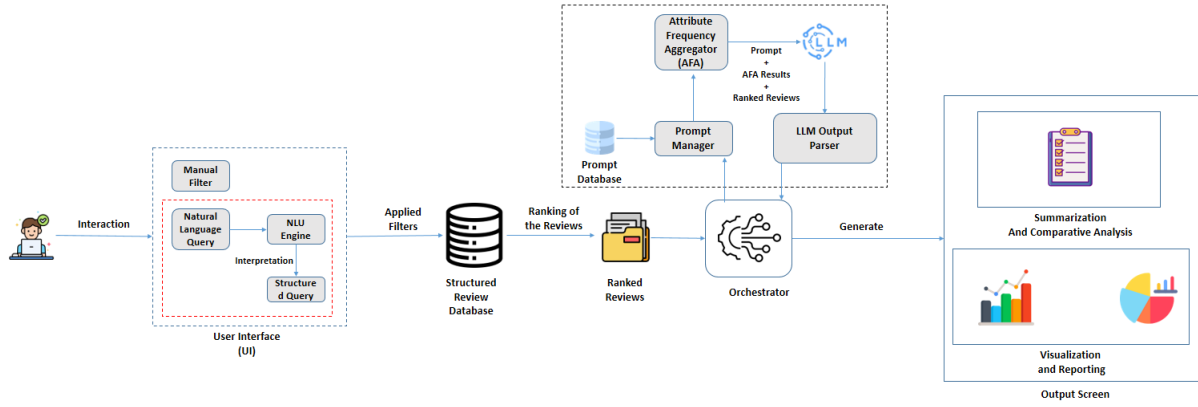 Attribute
Frequency
Aggregator
(AFA)
LLM
Prompt
+
AFA Results
+
Ranked Reviews
Prompt
Manager
LLM Output
Parser
Prompt
Database
Manual
Filter
Natural
Language
Query
NLU
Engine
Interpretation
Structure
d Query
User Interface
(UI)
Interaction
Applied
Filters
Structured
Review
Database
Ranking of
the Reviews
Ranked
Reviews
Orchestrator
Generate
Summarization
And Comparative Analysis
Visualization
and Reporting
Output Screen